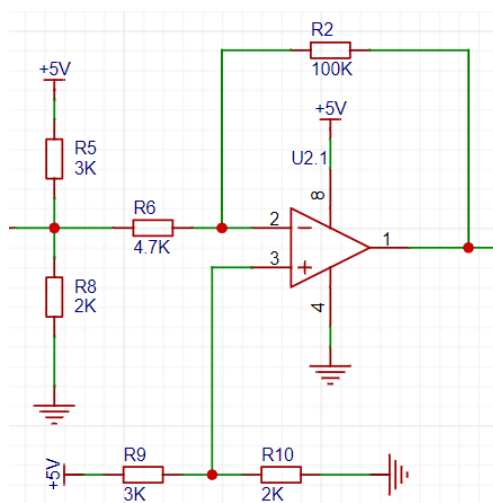 R2
100K
+5V
+5V
U2.1
R5
3K
8
R6
4.7K
2
1
3
R8
2K
4
+5V
R9
3K
R10
2K